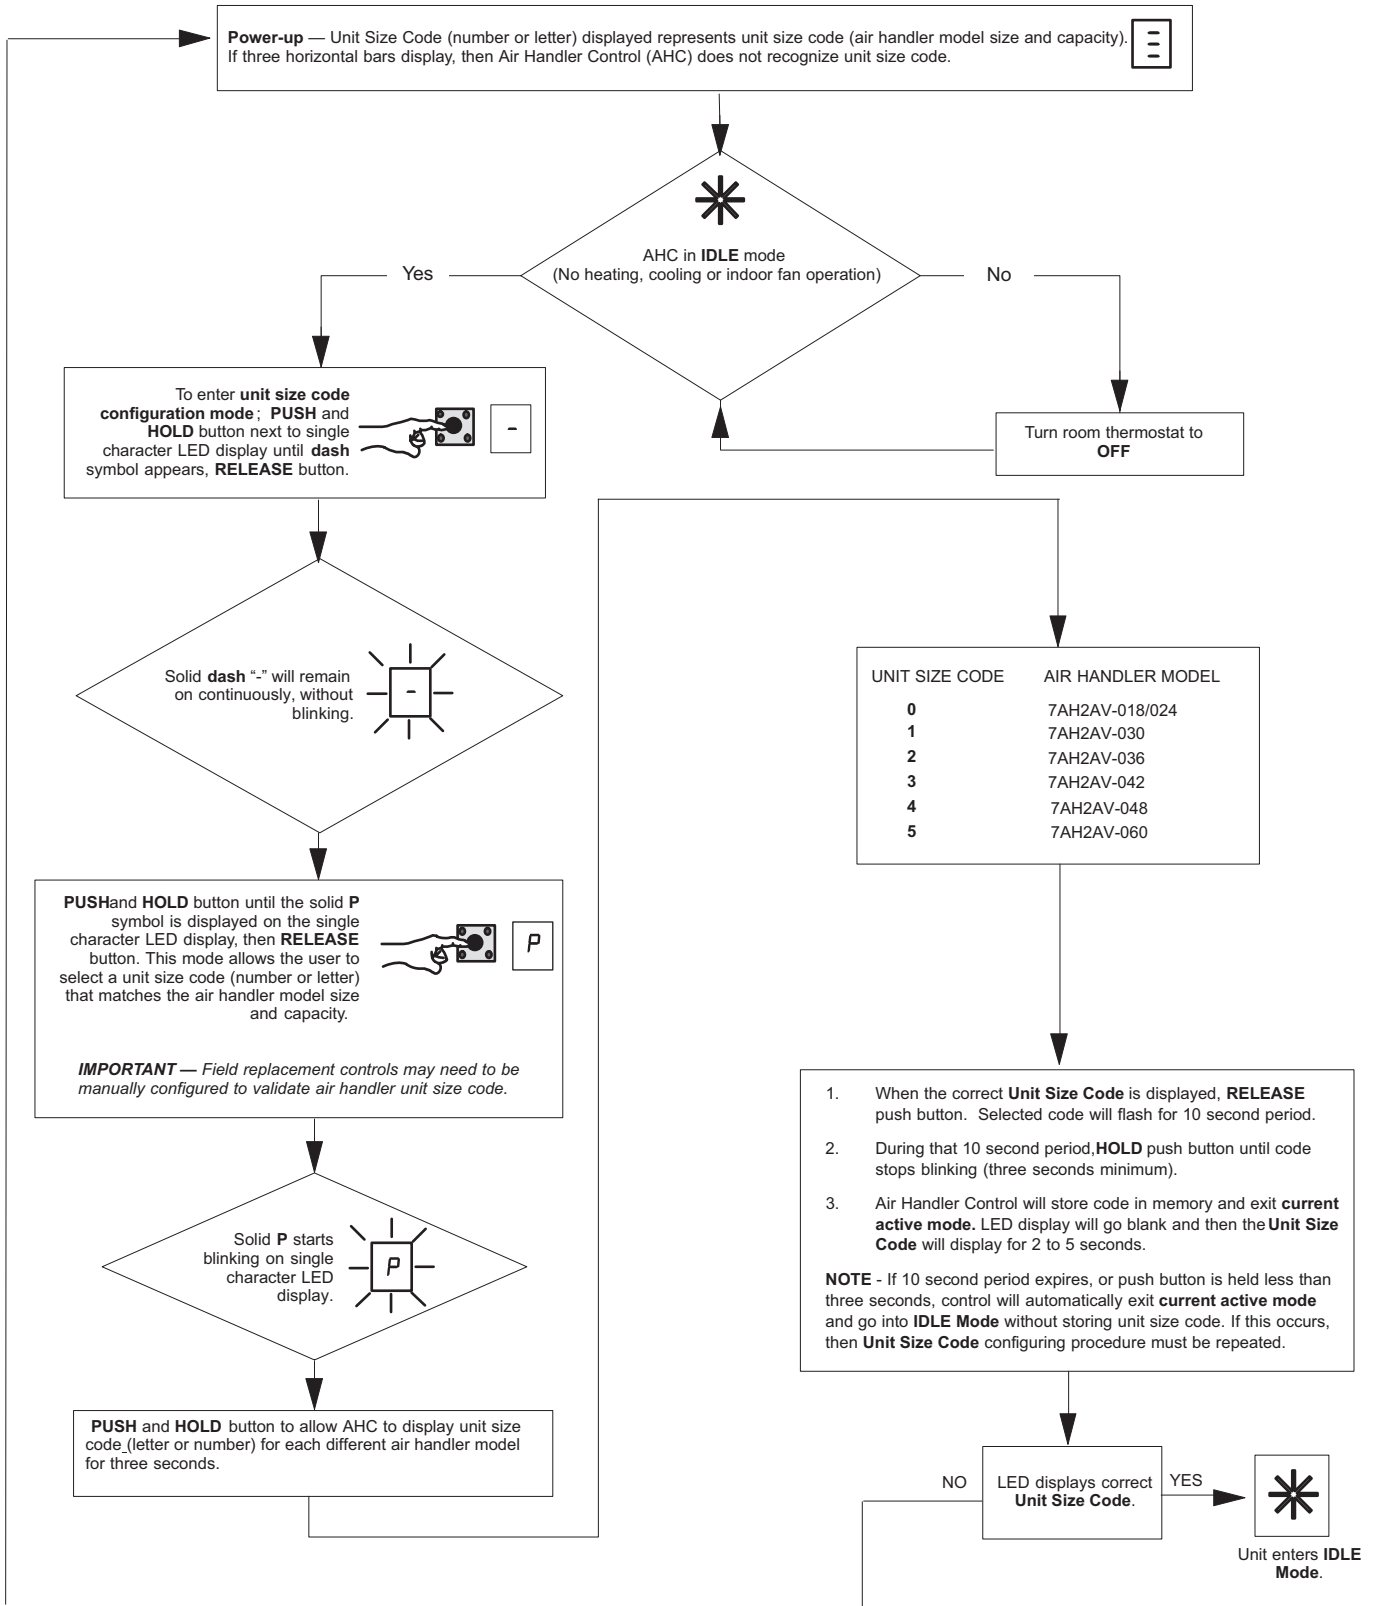 Power-up — Unit Size Code (number or letter) displayed represents unit size code (air handler model size and capacity).
If three horizontal bars display, then Air Handler Control (AHC) does not recognize unit size code.
AHC in IDLE mode
(No heating, cooling or indoor fan operation)
Yes
No
To enter unit size code
configuration mode; PUSH and
HOLD button next to single
character LED display until dash
symbol appears, RELEASE button.
-
Turn room thermostat to
OFF
Solid dash “-” will remain
on continuously, without
blinking.
-
PUSHand HOLD button until the solid P
symbol is displayed on the single
character LED display, then RELEASE
button. This mode allows the user to
select a unit size code (number or letter)
that matches the air handler model size
and capacity.
P
IMPORTANT — Field replacement controls may need to be
manually configured to validate air handler unit size code.
Solid P starts
blinking on single
character LED
display.
P
PUSH and HOLD button to allow AHC to display unit size
code (letter or number) for each different air handler model
for three seconds.
UNIT SIZE CODE AIR HANDLER MODEL
0 7AH2AV-018/024
1 7AH2AV-030
2 7AH2AV-036
3 7AH2AV-042
4 7AH2AV-048
5 7AH2AV-060
1. When the correct Unit Size Code is displayed, RELEASE
push button. Selected code will flash for 10 second period.
2. During that 10 second period,HOLD push button until code
stops blinking (three seconds minimum).
3. Air Handler Control will store code in memory and exit current
active mode. LED display will go blank and then the Unit Size
Code will display for 2 to 5 seconds.
NOTE - If 10 second period expires, or push button is held less than
three seconds, control will automatically exit current active mode
and go into IDLE Mode without storing unit size code. If this occurs,
then Unit Size Code configuring procedure must be repeated.
NO
LED displays correct
Unit Size Code.
YES
Unit enters IDLE
Mode.